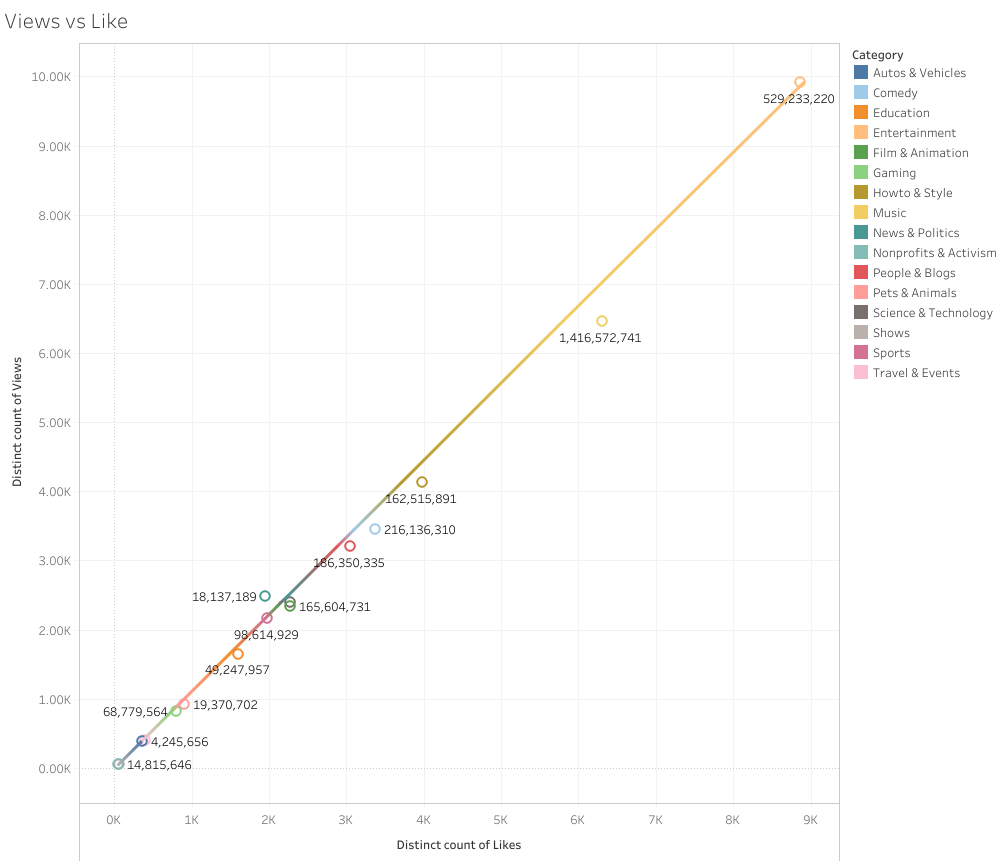 Views vs Like
Category
Autos & Vehicles
Comedy
Education
Entertainment
Film & Animation
Gaming
Howto & Style
Music
News & Politics
Nonprofits & Activism
People & Blogs
Pets & Animals
Science & Technology
Shows
Sports
Travel & Events
Distinct count of Views
10.00K
9.00K
8.00K
7.00K
6.00K
5.00K
4.00K
3.00K
2.00K
1.00K
0.00K
529,233,220
1,416,572,741
162,515,891
216,136,310
186,350,335
18,137,189
165,604,731
98,614,929
49,247,957
19,370,702
68,779,564
4,245,656
14,815,646
0K 1K 2K 3K 4K 5K 6K 7K 8K 9K
Distinct count of Likes